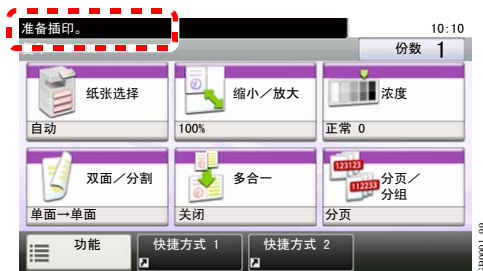 准备插印。
10:10
份数 1
纸张选择
缩小／放大
浓度
自动
100%
正常 0
双面／分割
多合一
123123
112233
分页／
分组
单面→单面
关闭
分页
功能
快捷方式 1
快捷方式 2